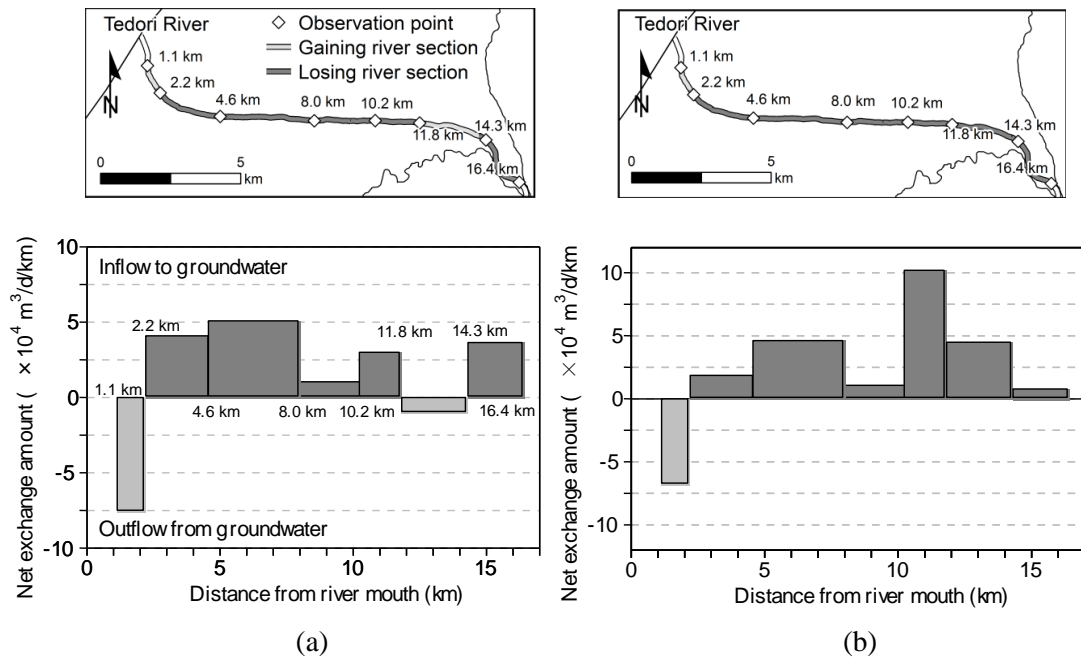 Tedori River
Observation point
Gaining river section
Losing river section
1.1 km
2.2 km
4.6 km
8.0 km
10.2 km
11.8 km
14.3 km
16.4 km
N
0
5
km
Tedori River
1.1 km
2.2 km
4.6 km
8.0 km
10.2 km
11.8 km
14.3 km
16.4 km
N
0
5
km
Net exchange amount ( × 10⁴ m³/d/km)
10
5
0
-5
-10
Inflow to groundwater
2.2 km
11.8 km
14.3 km
1.1 km
4.6 km
8.0 km
10.2 km
16.4 km
Outflow from groundwater
0
5
10
15
Distance from river mouth (km)
(a)
Net exchange amount ( × 10⁴ m³/d/km
10
5
0
-5
-10
0
5
10
15
Distance from river mouth (km)
(b)